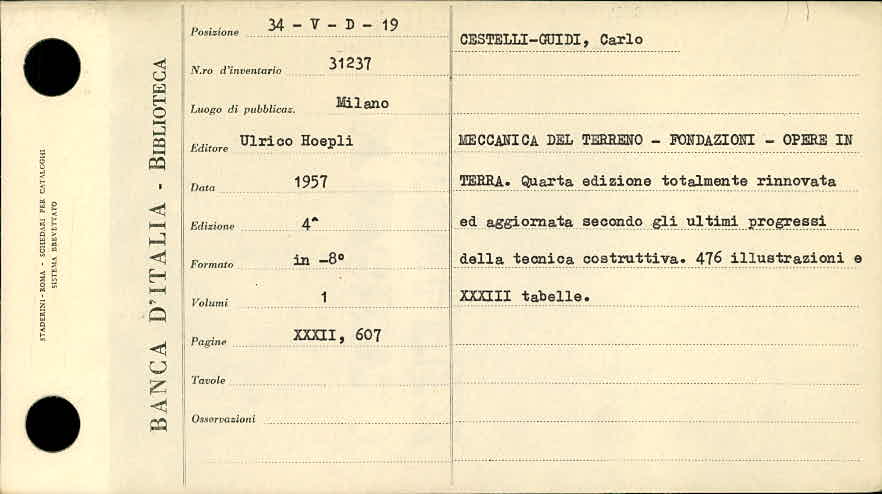 STADERINI - ROMA - SCHEDARI PER CATALOGHI
SISTEMA BREVETTATO
BANCA D'ITALIA - BIBLIOTECA
Posizione 34 - V - D - 19
N.ro d'inventario 31237
Luogo di pubblicaz. Milano
Editore Ulrico Hoepli
Data 1957
Edizione 4^
Formato in -8°
Volumi 1
Pagine XXXII, 607
Tavole
Osservazioni
CESTELLI-GUIDI, Carlo
MECCANICA DEL TERRENO - FONDAZIONI - OPERE IN
TERRA. Quarta edizione totalmente rinnovata
ed aggiornata secondo gli ultimi progressi
della tecnica costruttiva. 476 illustrazioni e
XXXIII tabelle.